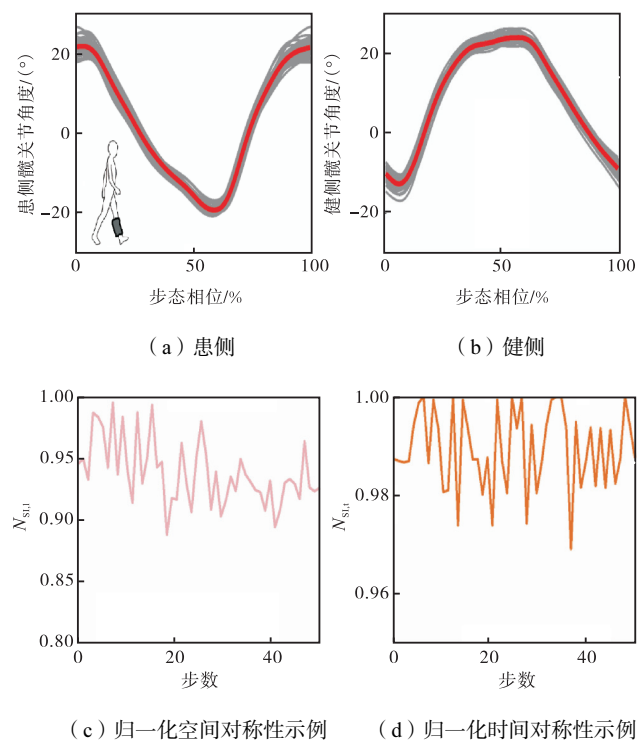 患侧髋关节角度/(°)
20
0
−20
0
50
100
步态相位/%
(a)患侧
健侧髋关节角度/(°)
20
0
−20
0
50
100
步态相位/%
(b)健侧
N_SI,t
1.00
0.95
0.90
0.85
0.80
0
20
40
步数
(c)归一化空间对称性示例
N_SI,t
1.00
0.98
0.96
0
20
40
步数
(d)归一化时间对称性示例